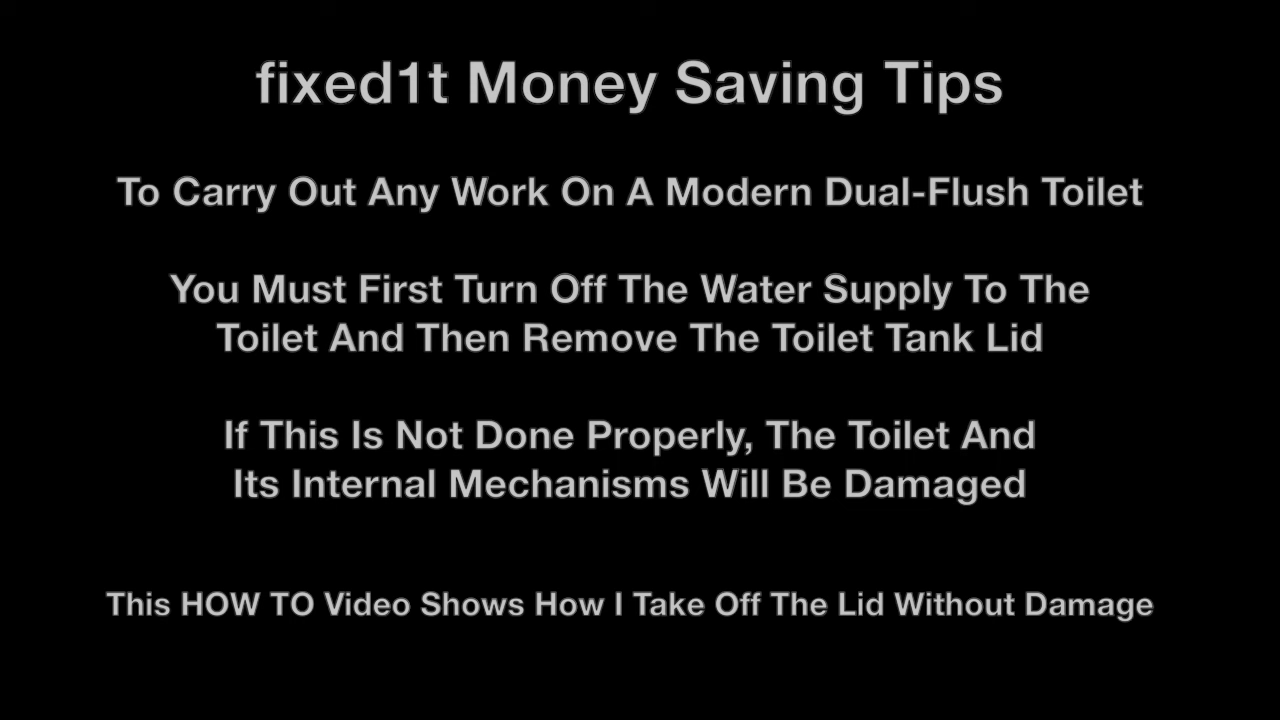 fixed1t Money Saving Tips
To Carry Out Any Work On A Modern Dual-Flush Toilet
You Must First Turn Off The Water Supply To The
Toilet And Then Remove The Toilet Tank Lid
If This Is Not Done Properly, The Toilet And
Its Internal Mechanisms Will Be Damaged
This HOW TO Video Shows How I Take Off The Lid Without Damage